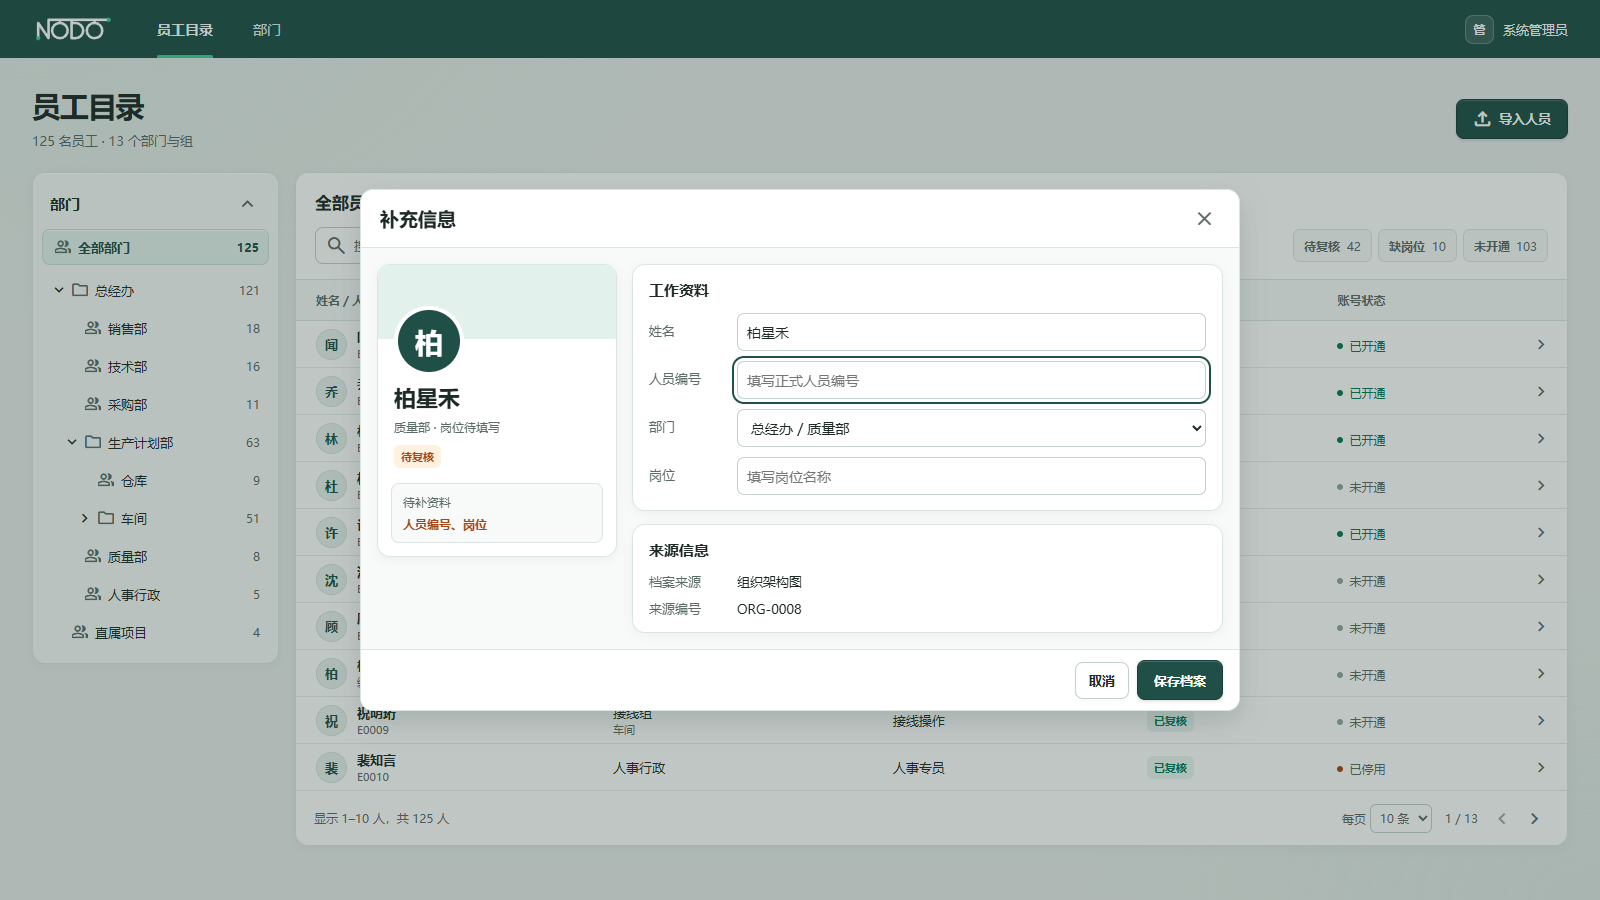 NODO
员工目录
部门
管
系统管理员
员工目录
125 名员工 · 13 个部门与组
导入人员
部门
全部部门 125
总经办 121
销售部 18
技术部 16
采购部 11
生产计划部 63
仓库 9
车间 51
质量部 8
人事行政 5
直属项目 4
全部员
待复核 42
缺岗位 10
未开通 103
姓名 / 人
账号状态
闻 已开通
乔 已开通
林 已开通
杜 未开通
许 已开通
沈 未开通
顾 未开通
柏 未开通
祝 祝明珩 接线组 接线操作 已复核 未开通
E0009 车间
裴 裴知言 人事行政 人事专员 已复核 已停用
E0010
显示 1–10 人，共 125 人
每页 10 条 1 / 13
补充信息
柏
柏星禾
质量部 · 岗位待填写
待复核
待补资料
人员编号、岗位
工作资料
姓名 柏星禾
人员编号 填写正式人员编号
部门 总经办 / 质量部
岗位 填写岗位名称
来源信息
档案来源 组织架构图
来源编号 ORG-0008
取消
保存档案